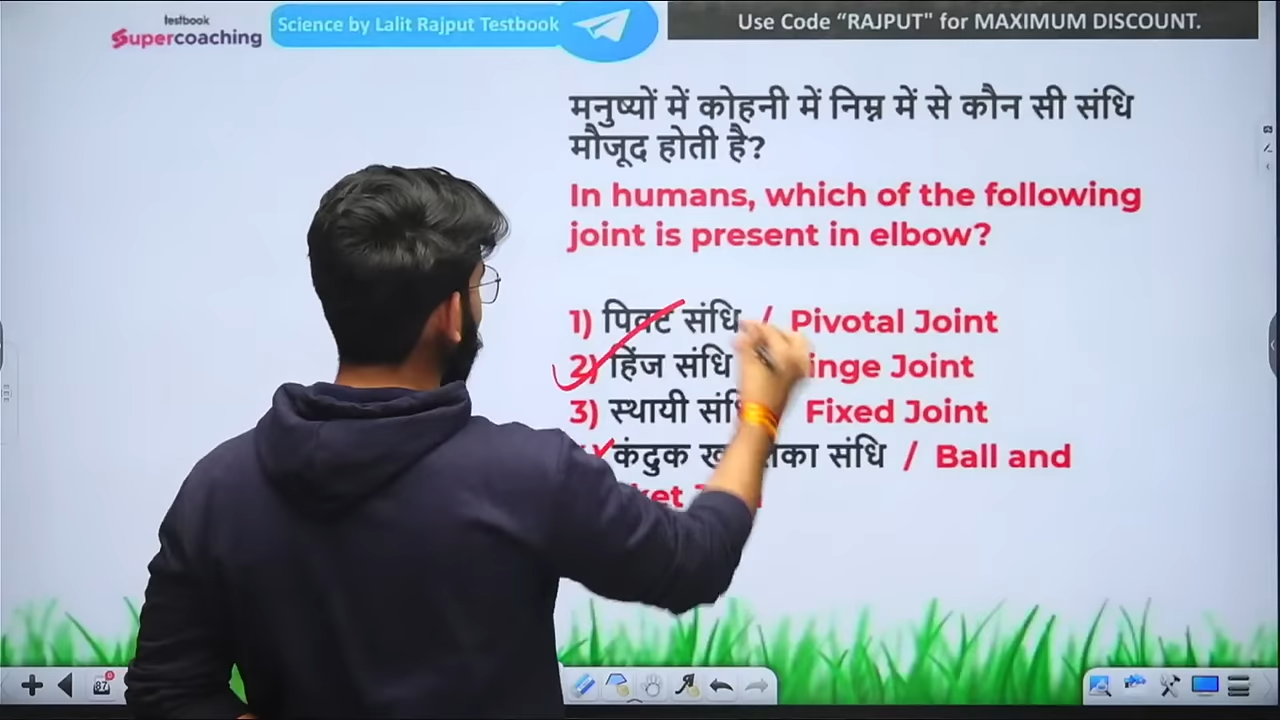 testbook
Supercoaching
Science by Lalit Rajput Testbook
Use Code “RAJPUT" for MAXIMUM DISCOUNT.
मनुष्यों में कोहनी में निम्न में से कौन सी संधि
मौजूद होती है?
In humans, which of the following
joint is present in elbow?
1) पिवट संधि / Pivotal Joint
2) हिंज संधि inge Joint
3) स्थायी संधि Fixed Joint
कंदुक संधि / Ball and
87